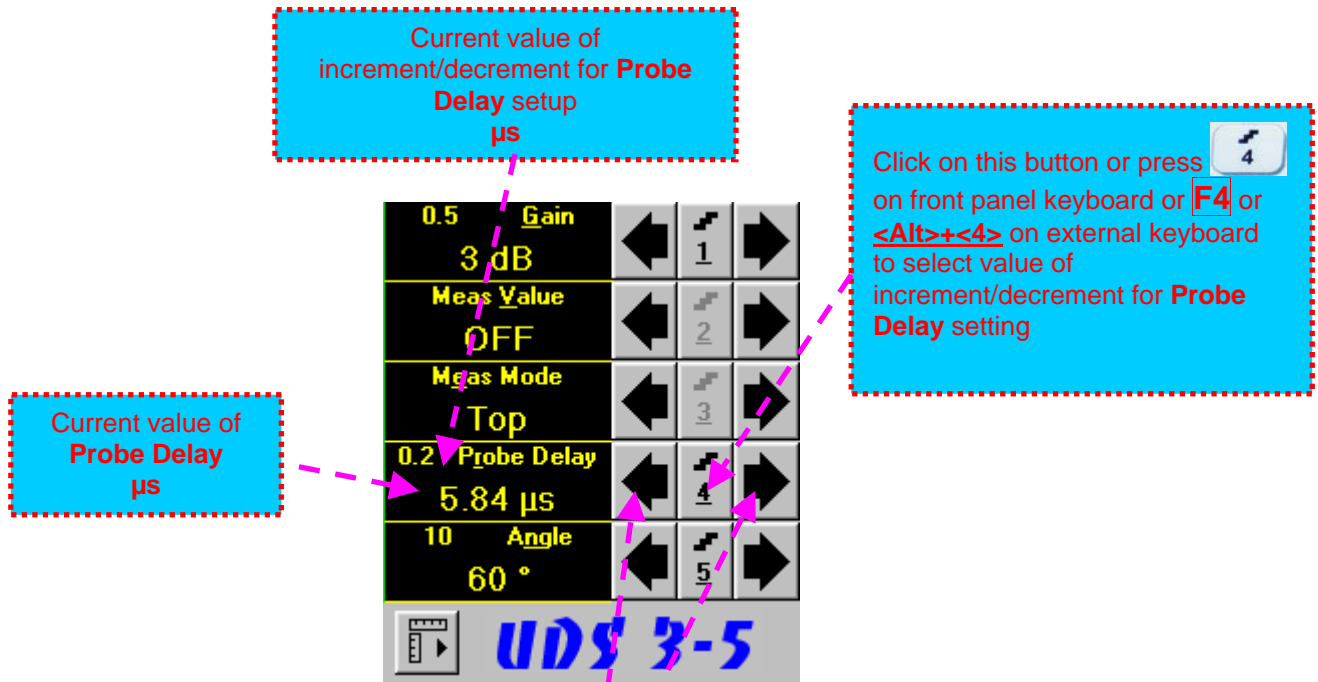 Current value of
increment/decrement for Probe
Delay setup
µs
Click on this button or press 4
on front panel keyboard or F4 or
<Alt>+<4> on external keyboard
to select value of
increment/decrement for Probe
Delay setting
0.5 Gain
3 dB
1
Meas Value
OFF
2
Meas Mode
Top
3
Current value of
Probe Delay
µs
0.2 Probe Delay
5.84 µs
4
10 Angle
60 °
5
UDS 3-5